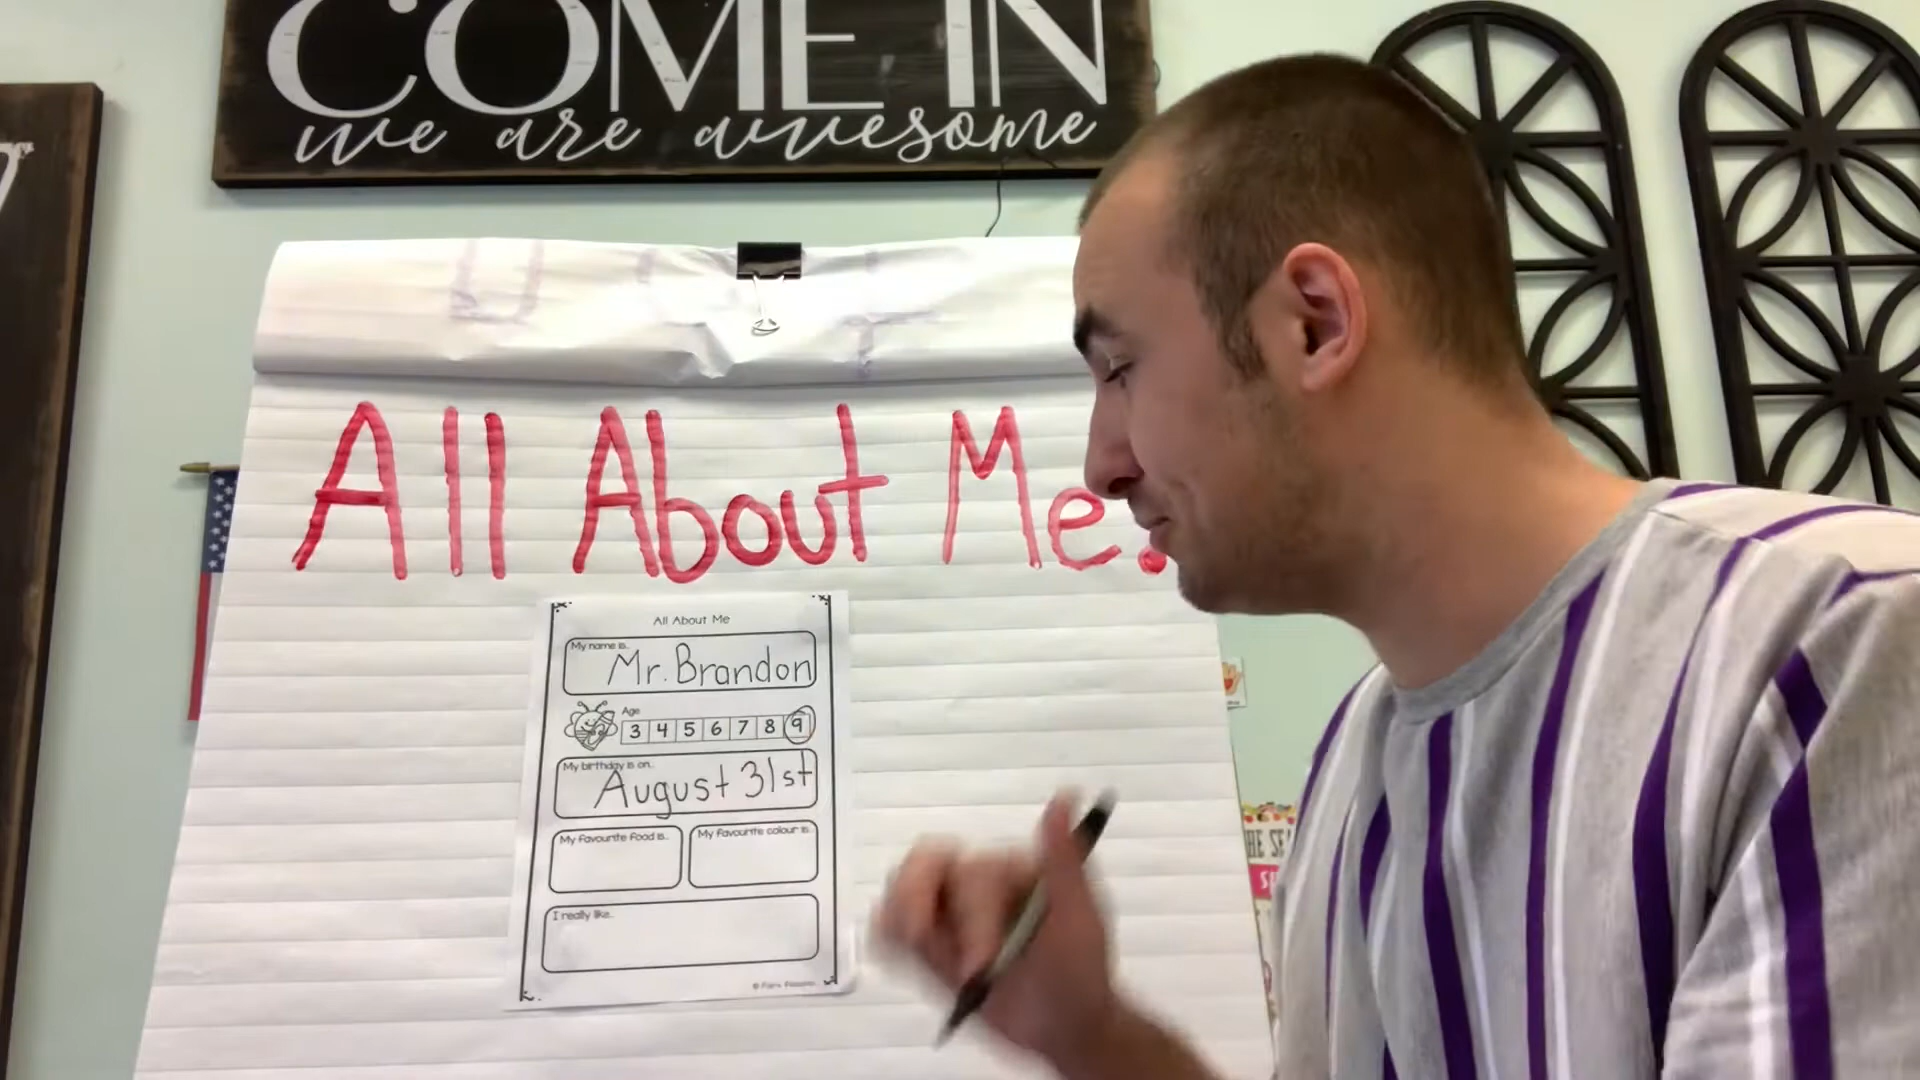 COME IN
we are awesome
All About Me.
All About Me
My name is..
Mr. Brandon
Age
3 4 5 6 7 8 9
My birthday is on..
August 31st
My favourite food is..
My favourite colour is..
I really like..